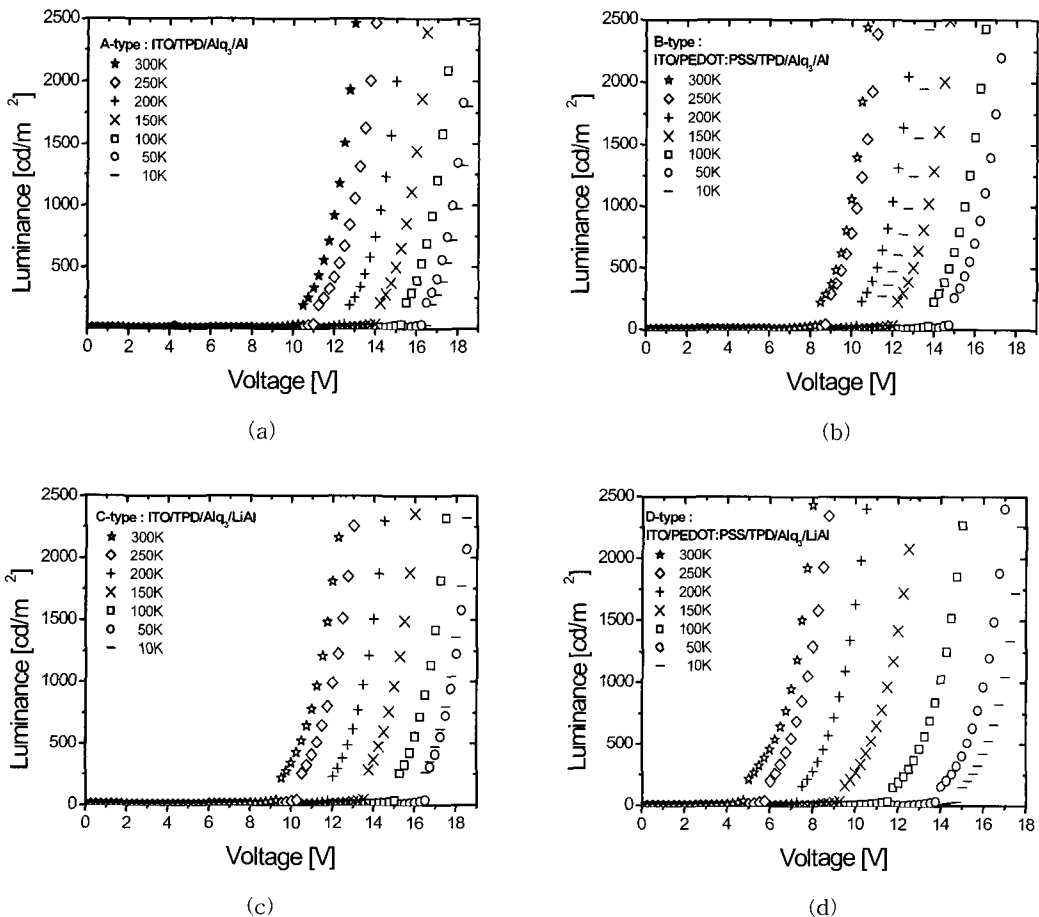 2500
2000
1500
1000
500
0
Luminance [cd/m²]
A-type : ITO/TPD/Alq₃/Al
300K
250K
200K
150K
100K
50K
10K
0 2 4 6 8 10 12 14 16 18
Voltage [V]
(a)
2500
2000
1500
1000
500
0
Luminance [cd/m²]
B-type :
ITO/PEDOT:PSS/TPD/Alq₃/Al
300K
250K
200K
150K
100K
50K
10K
0 2 4 6 8 10 12 14 16 18
Voltage [V]
(b)
2500
2000
1500
1000
500
0
Luminance [cd/m²]
C-type : ITO/TPD/Alq₃/LiAl
300K
250K
200K
150K
100K
50K
10K
0 2 4 6 8 10 12 14 16 18
Voltage [V]
(c)
2500
2000
1500
1000
500
0
Luminance [cd/m²]
D-type :
ITO/PEDOT:PSS/TPD/Alq₃/LiAl
300K
250K
200K
150K
100K
50K
10K
0 2 4 6 8 10 12 14 16 18
Voltage [V]
(d)